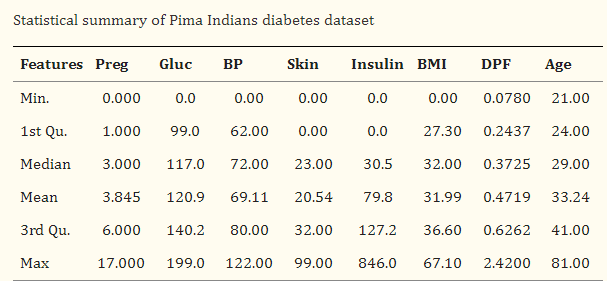 Statistical summary of Pima Indians diabetes dataset
Features Preg Gluc BP Skin Insulin BMI DPF Age
Min. 0.000 0.0 0.00 0.00 0.0 0.00 0.0780 21.00
1st Qu. 1.000 99.0 62.00 0.00 0.0 27.30 0.2437 24.00
Median 3.000 117.0 72.00 23.00 30.5 32.00 0.3725 29.00
Mean 3.845 120.9 69.11 20.54 79.8 31.99 0.4719 33.24
3rd Qu. 6.000 140.2 80.00 32.00 127.2 36.60 0.6262 41.00
Max 17.000 199.0 122.00 99.00 846.0 67.10 2.4200 81.00